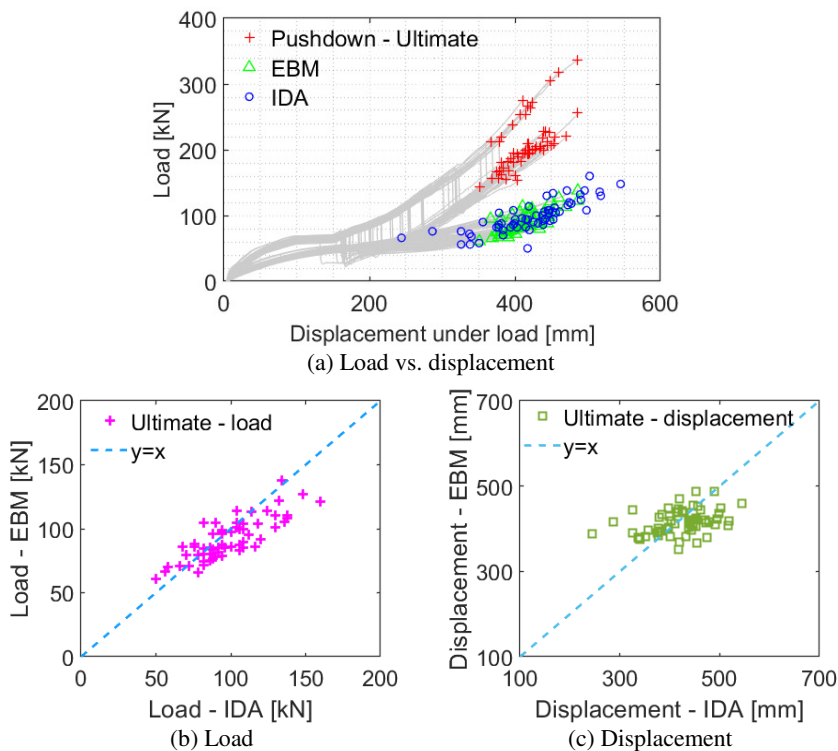 400
300
200
100
0
Load [kN]
Pushdown - Ultimate
EBM
IDA
0
200
400
600
Displacement under load [mm]
(a) Load vs. displacement
200
150
100
50
0
Load - EBM [kN]
Ultimate - load
y=x
0
50
100
150
200
Load - IDA [kN]
(b) Load
700
500
300
100
Displacement - EBM [mm]
Ultimate - displacement
y=x
100
300
500
700
Displacement - IDA [mm]
(c) Displacement